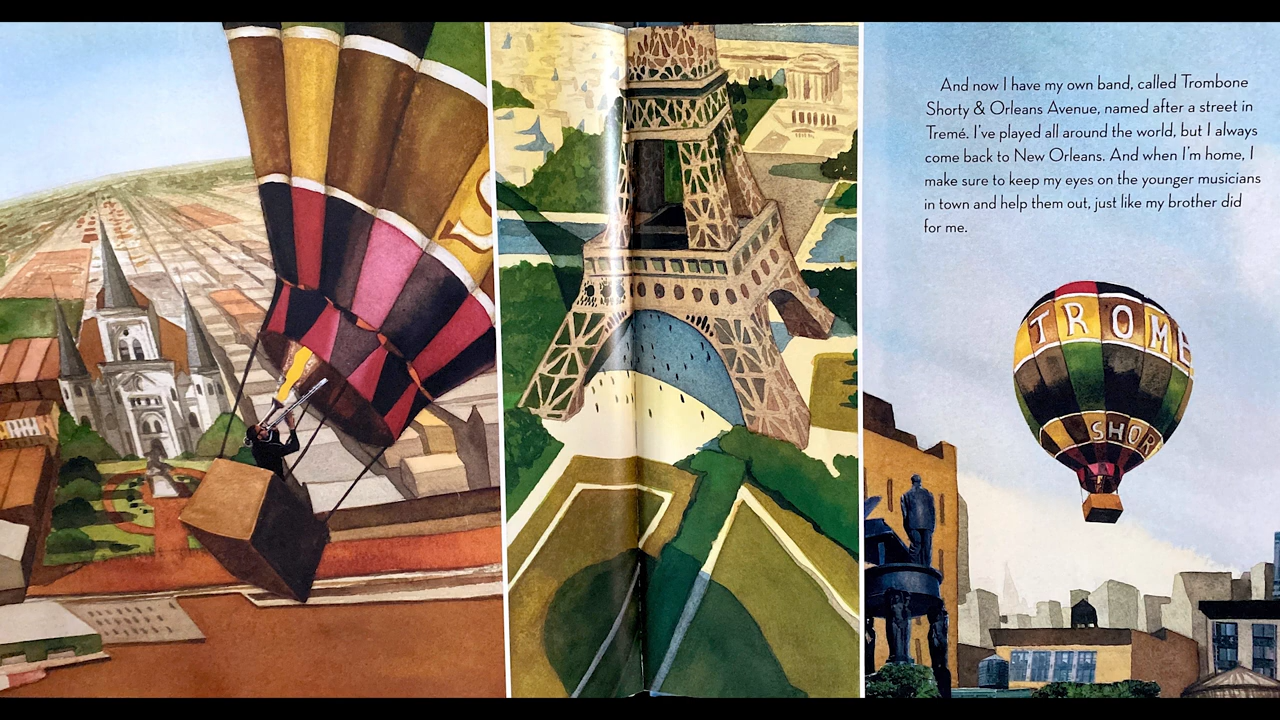 And now I have my own band, called Trombone
Shorty & Orleans Avenue, named after a street in
Tremé. I've played all around the world, but I always
come back to New Orleans. And when I'm home, I
make sure to keep my eyes on the younger musicians
in town and help them out, just like my brother did
for me.
TROMB
SHOR
S